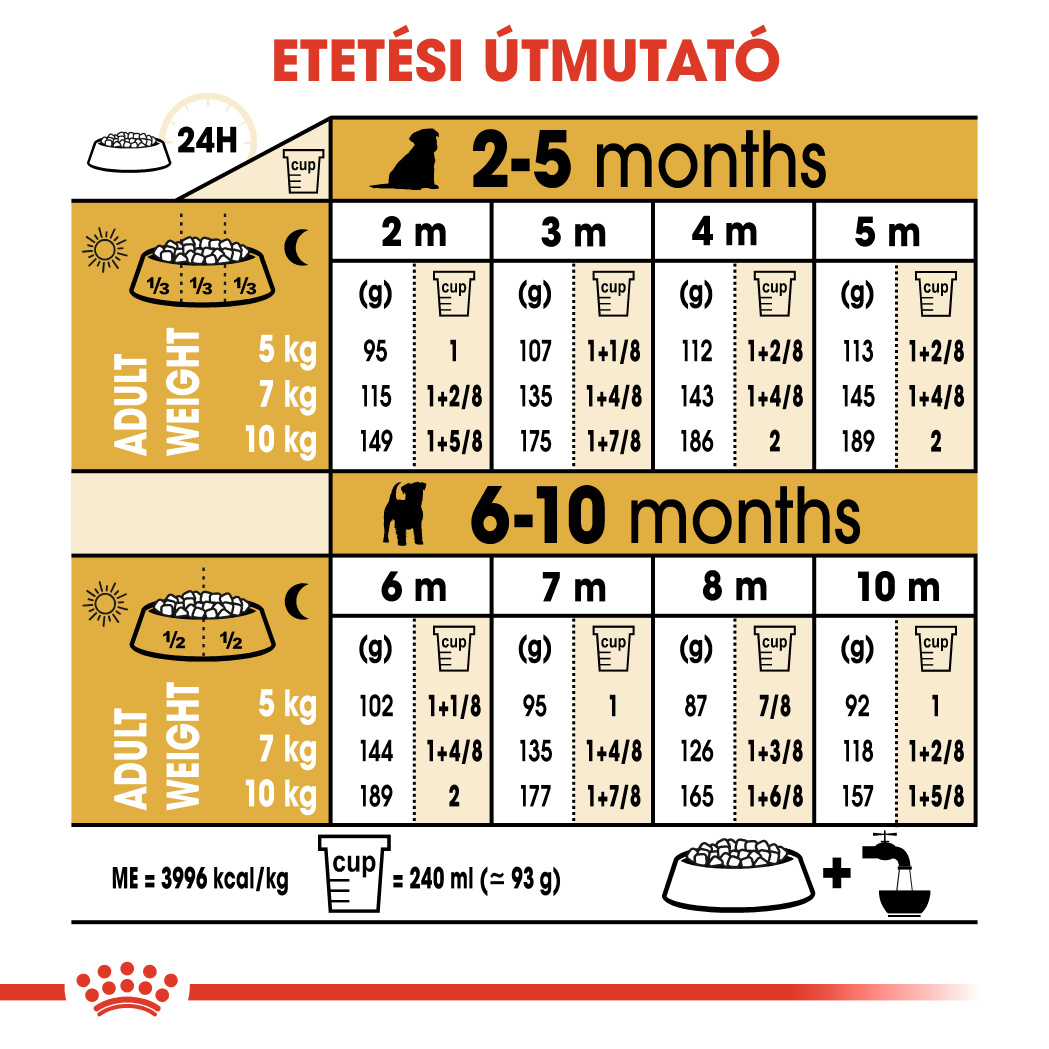 ETETÉSI ÚTMUTATÓ
24H
cup
2-5 months
2 m 3 m 4 m 5 m
1/3 1/3 1/3
(g) cup (g) cup (g) cup (g) cup
ADULT WEIGHT
5 kg 95 1 107 1+1/8 112 1+2/8 113 1+2/8
7 kg 115 1+2/8 135 1+4/8 143 1+4/8 145 1+4/8
10 kg 149 1+5/8 175 1+7/8 186 2 189 2
6-10 months
6 m 7 m 8 m 10 m
1/2 1/2
(g) cup (g) cup (g) cup (g) cup
ADULT WEIGHT
5 kg 102 1+1/8 95 1 87 7/8 92 1
7 kg 144 1+4/8 135 1+4/8 126 1+3/8 118 1+2/8
10 kg 189 2 177 1+7/8 165 1+6/8 157 1+5/8
ME = 3996 kcal/kg cup = 240 ml (≃ 93 g) +